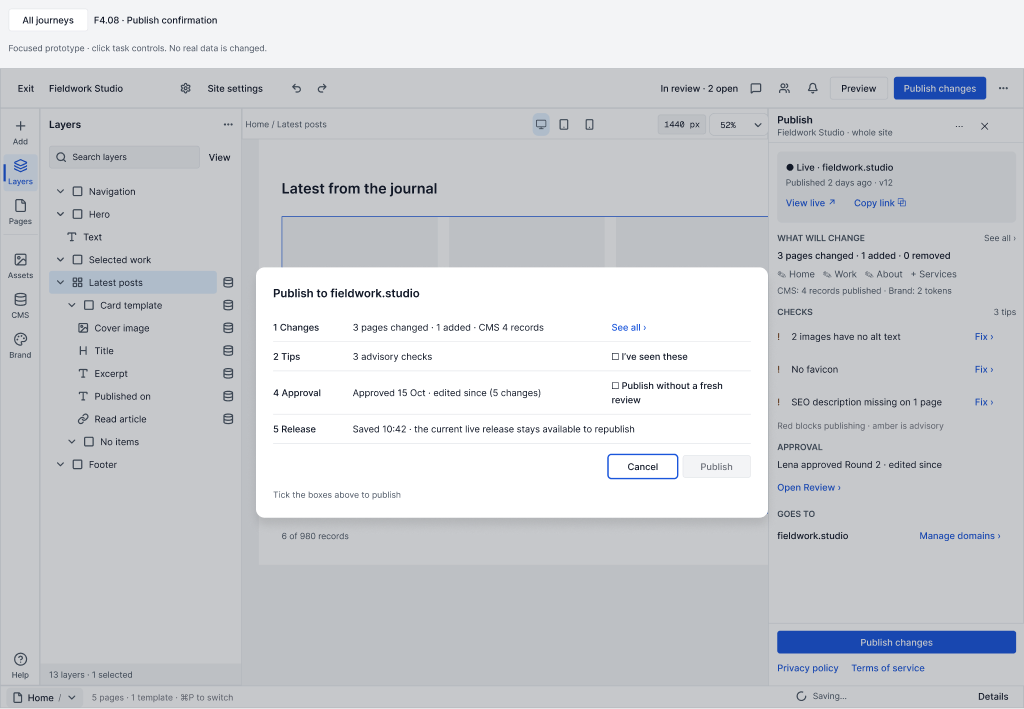 All journeys
F4.08 · Publish confirmation
Focused prototype · click task controls. No real data is changed.
Exit
Fieldwork Studio
Site settings
In review · 2 open
Preview
Publish changes
Add
Layers
Pages
Assets
CMS
Brand
Help
Layers
Search layers
View
Navigation
Hero
Text
Selected work
Latest posts
Card template
Cover image
Title
Excerpt
Published on
Read article
No items
Footer
13 layers · 1 selected
Home / Latest posts
1440 px
52%
Latest from the journal
6 of 980 records
Publish to fieldwork.studio
1 Changes
3 pages changed · 1 added · CMS 4 records
See all ›
2 Tips
3 advisory checks
☐ I've seen these
4 Approval
Approved 15 Oct · edited since (5 changes)
☐ Publish without a fresh
review
5 Release
Saved 10:42 · the current live release stays available to republish
Cancel
Publish
Tick the boxes above to publish
Publish
Fieldwork Studio · whole site
● Live · fieldwork.studio
Published 2 days ago · v12
View live ↗
Copy link
WHAT WILL CHANGE
See all ›
3 pages changed · 1 added · 0 removed
✎ Home ✎ Work ✎ About + Services
CMS: 4 records published · Brand: 2 tokens
CHECKS
3 tips
! 2 images have no alt text
Fix ›
! No favicon
Fix ›
! SEO description missing on 1 page
Fix ›
Red blocks publishing · amber is advisory
APPROVAL
Lena approved Round 2 · edited since
Open Review ›
GOES TO
fieldwork.studio
Manage domains ›
Publish changes
Privacy policy
Terms of service
Home /
5 pages · 1 template · ⌘P to switch
Saving…
Details